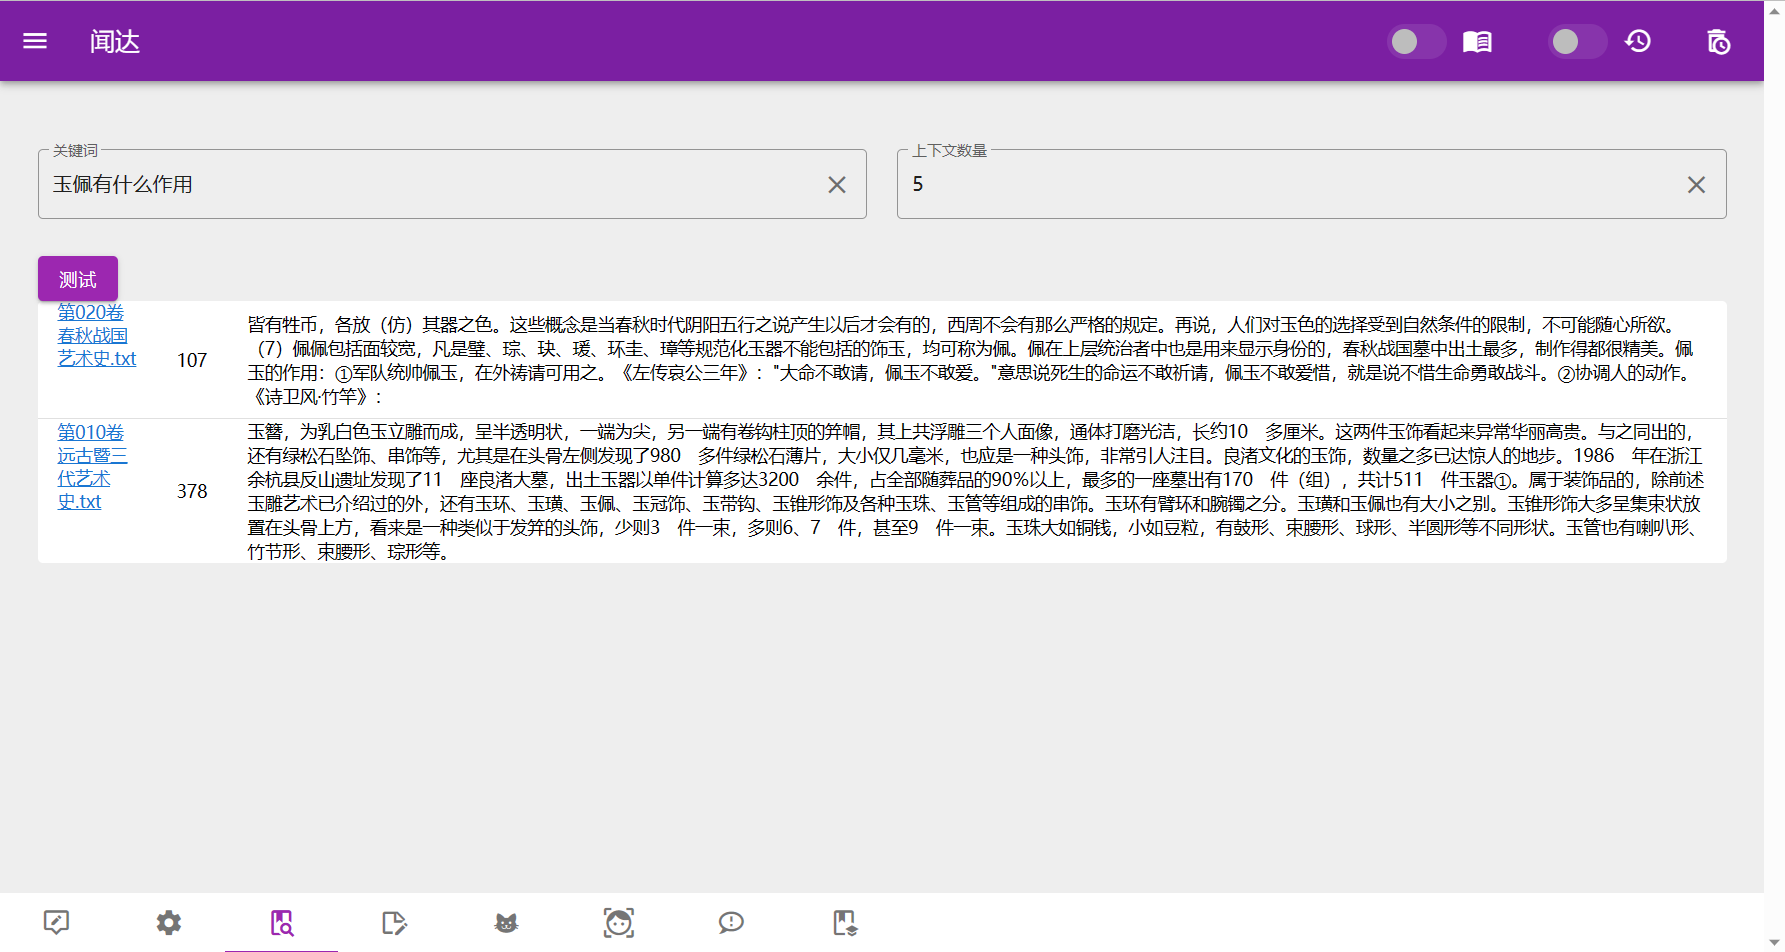 闻达
关键词
玉佩有什么作用
上下文数量
5
测试
第020卷
春秋战国
艺术史.txt
107
皆有牲币，各放（仿）其器之色。这些概念是当春秋时代阴阳五行之说产生以后才会有的，西周不会有那么严格的规定。再说，人们对玉色的选择受到自然条件的限制，不可能随心所欲。
（7）佩佩包括面较宽，凡是璧、琮、玦、瑗、环圭、璋等规范化玉器不能包括的饰玉，均可称为佩。佩在上层统治者中也是用来显示身份的，春秋战国墓中出土最多，制作得都很精美。佩
玉的作用：①军队统帅佩玉，在外祷请可用之。《左传哀公三年》："大命不敢请，佩玉不敢爱。"意思说死生的命运不敢祈请，佩玉不敢爱惜，就是说不惜生命勇敢战斗。②协调人的动作。
《诗卫风·竹竿》：
第010卷
远古暨三
代艺术
史.txt
378
玉簪，为乳白色玉立雕而成，呈半透明状，一端为尖，另一端有卷钩柱顶的笄帽，其上共浮雕三个人面像，通体打磨光洁，长约10　多厘米。这两件玉饰看起来异常华丽高贵。与之同出的，
还有绿松石坠饰、串饰等，尤其是在头骨左侧发现了980　多件绿松石薄片，大小仅几毫米，也应是一种头饰，非常引人注目。良渚文化的玉饰，数量之多已达惊人的地步。1986　年在浙江
余杭县反山遗址发现了11　座良渚大墓，出土玉器以单件计算多达3200　余件，占全部随葬品的90%以上，最多的一座墓出有170　件（组），共计511　件玉器①。属于装饰品的，除前述
玉雕艺术已介绍过的外，还有玉环、玉璜、玉佩、玉冠饰、玉带钩、玉锥形饰及各种玉珠、玉管等组成的串饰。玉环有臂环和腕镯之分。玉璜和玉佩也有大小之别。玉锥形饰大多呈集束状放
置在头骨上方，看来是一种类似于发笄的头饰，少则3　件一束，多则6、7　件，甚至9　件一束。玉珠大如铜钱，小如豆粒，有鼓形、束腰形、球形、半圆形等不同形状。玉管也有喇叭形、
竹节形、束腰形、琮形等。